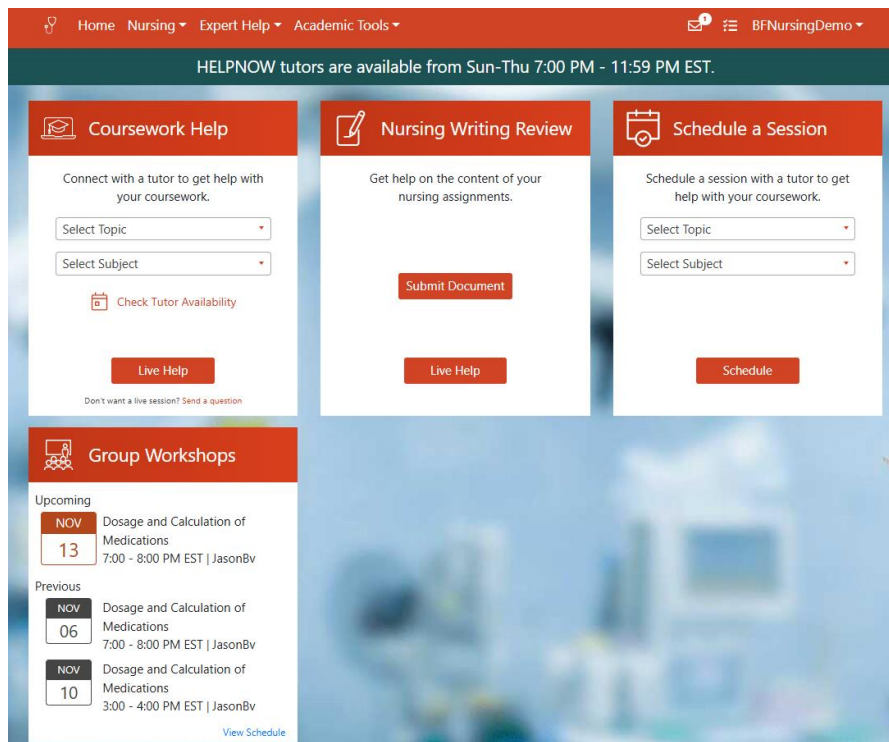 Home Nursing Expert Help Academic Tools 1 BFNursingDemo
HELPNOW tutors are available from Sun-Thu 7:00 PM - 11:59 PM EST.
Coursework Help
Connect with a tutor to get help with
your coursework.
Select Topic
Select Subject
Check Tutor Availability
Live Help
Don't want a live session? Send a question
Nursing Writing Review
Get help on the content of your
nursing assignments.
Submit Document
Live Help
Schedule a Session
Schedule a session with a tutor to get
help with your coursework.
Select Topic
Select Subject
Schedule
Group Workshops
Upcoming
NOV
13
Dosage and Calculation of
Medications
7:00 - 8:00 PM EST | JasonBv
Previous
NOV
06
Dosage and Calculation of
Medications
7:00 - 8:00 PM EST | JasonBv
NOV
10
Dosage and Calculation of
Medications
3:00 - 4:00 PM EST | JasonBv
View Schedule